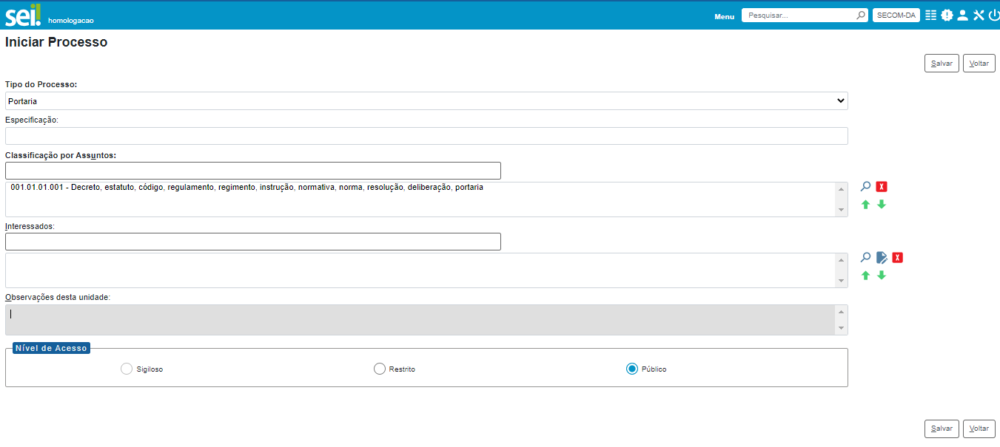 sei! homologacao Menu Pesquisar... SECOM-DA
Iniciar Processo
Salvar Voltar
Tipo do Processo:
Portaria
Especificação:
Classificação por Assuntos:
001.01.01.001 - Decreto, estatuto, código, regulamento, regimento, instrução, normativa, norma, resolução, deliberação, portaria
Interessados:
Observações desta unidade:
Nível de Acesso
Sigiloso Restrito Público
Salvar Voltar